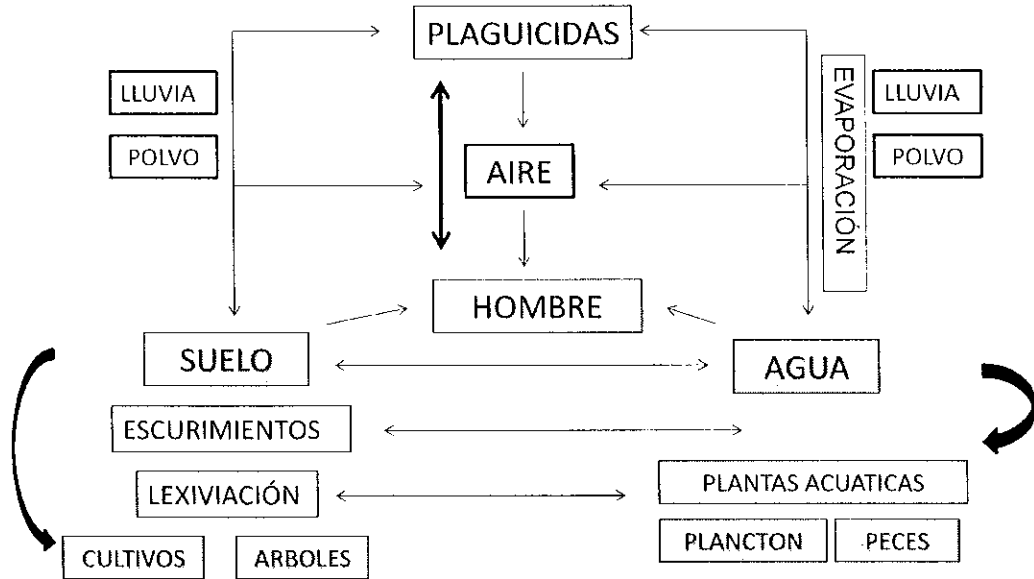 PLAGUICIDAS
LLUVIA
POLVO
EVAPORACIÓN
LLUVIA
POLVO
AIRE
HOMBRE
SUELO
AGUA
ESCURIMIENTOS
LEXIVIACIÓN
PLANTAS ACUATICAS
CULTIVOS
ARBOLES
PLANCTON
PECES